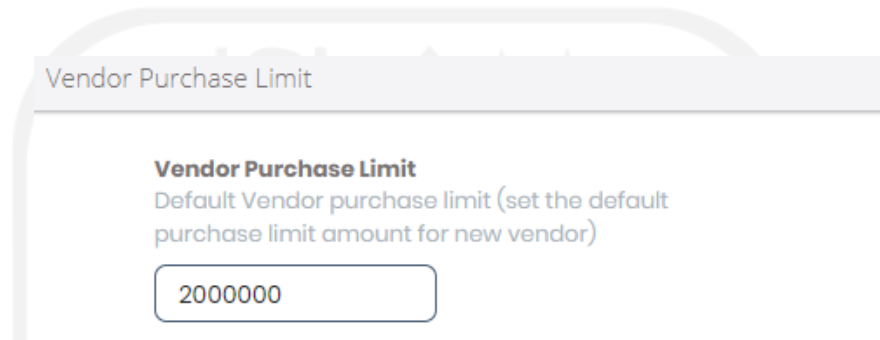 Vendor Purchase Limit
Vendor Purchase Limit
Default Vendor purchase limit (set the default
purchase limit amount for new vendor)
2000000